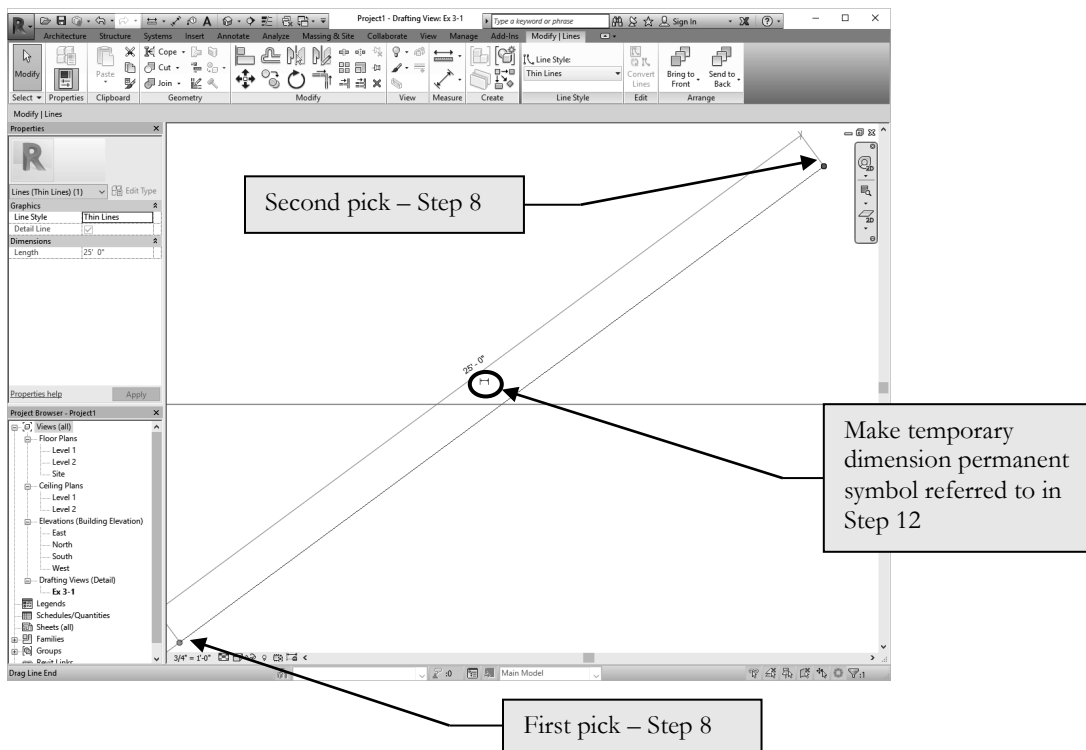 Project1 - Drafting View: Ex 3-1
Type a keyword or phrase
Sign In
Architecture Structure Systems Insert Annotate Analyze Massing & Site Collaborate View Manage Add-Ins Modify | Lines
Modify
Paste
Cope
Cut
Join
Line Style:
Thin Lines
Convert Lines
Bring to Front
Send to Back
Select Properties Clipboard Geometry Modify View Measure Create Line Style Edit Arrange
Modify | Lines
Properties
R
Lines (Thin Lines) (1)
Edit Type
Graphics
Line Style Thin Lines
Detail Line
Dimensions
Length 25' 0"
Properties help
Apply
Project Browser - Project1
Views (all)
Floor Plans
Level 1
Level 2
Site
Ceiling Plans
Level 1
Level 2
Elevations (Building Elevation)
East
North
South
West
Drafting Views (Detail)
Ex 3-1
Legends
Schedules/Quantities
Sheets (all)
Families
Groups
Revit Links
Second pick – Step 8
2D
2D
25' - 0"
Make temporary
dimension permanent
symbol referred to in
Step 12
3/4" = 1'-0"
Drag Line End
:0
Main Model
:1
First pick – Step 8